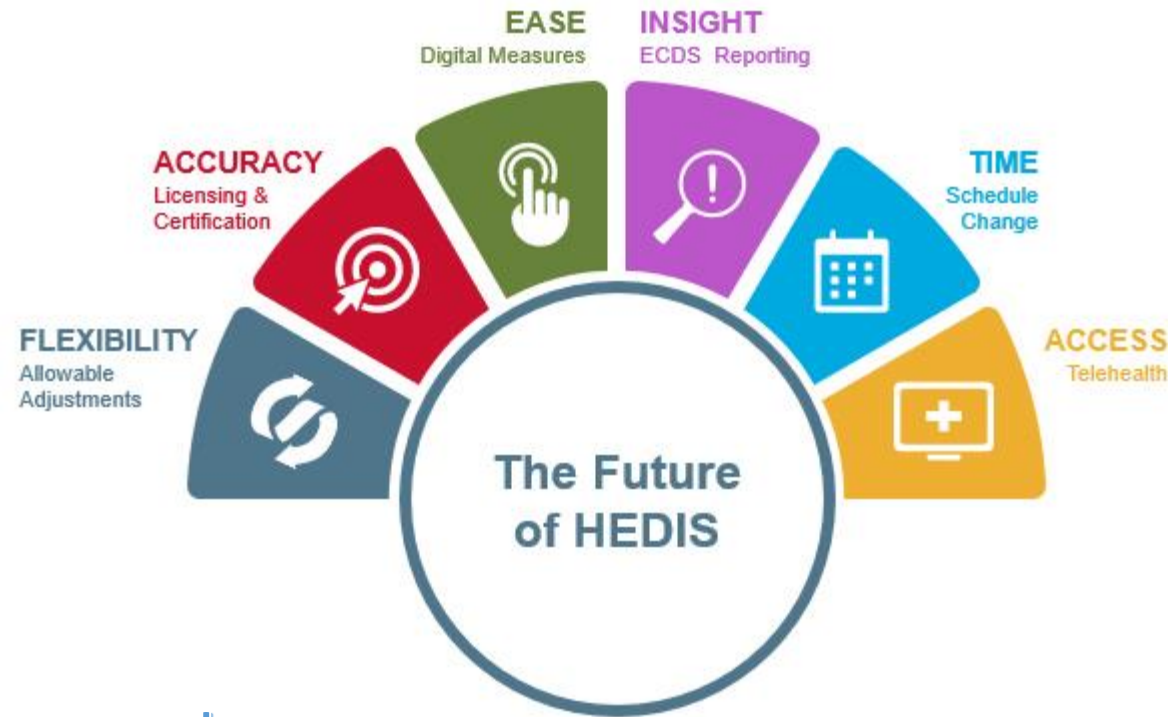 EASE
Digital Measures
INSIGHT
ECDS Reporting
ACCURACY
Licensing &
Certification
TIME
Schedule
Change
FLEXIBILITY
Allowable
Adjustments
ACCESS
Telehealth
The Future
of HEDIS